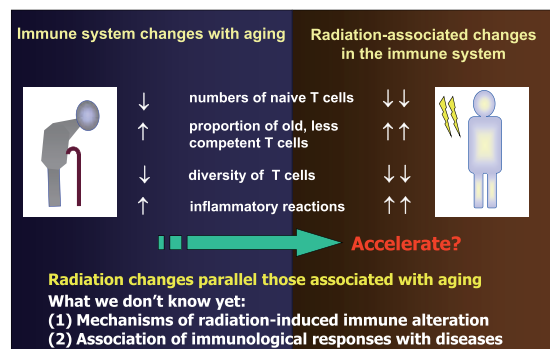 Immune system changes with aging
Radiation-associated changes
in the immune system
↓ numbers of naive T cells ↓↓
↑ proportion of old, less
competent T cells ↑↑
↓ diversity of T cells ↓↓
↑ inflammatory reactions ↑↑
Accelerate?
Radiation changes parallel those associated with aging
What we don't know yet:
(1) Mechanisms of radiation-induced immune alteration
(2) Association of immunological responses with diseases